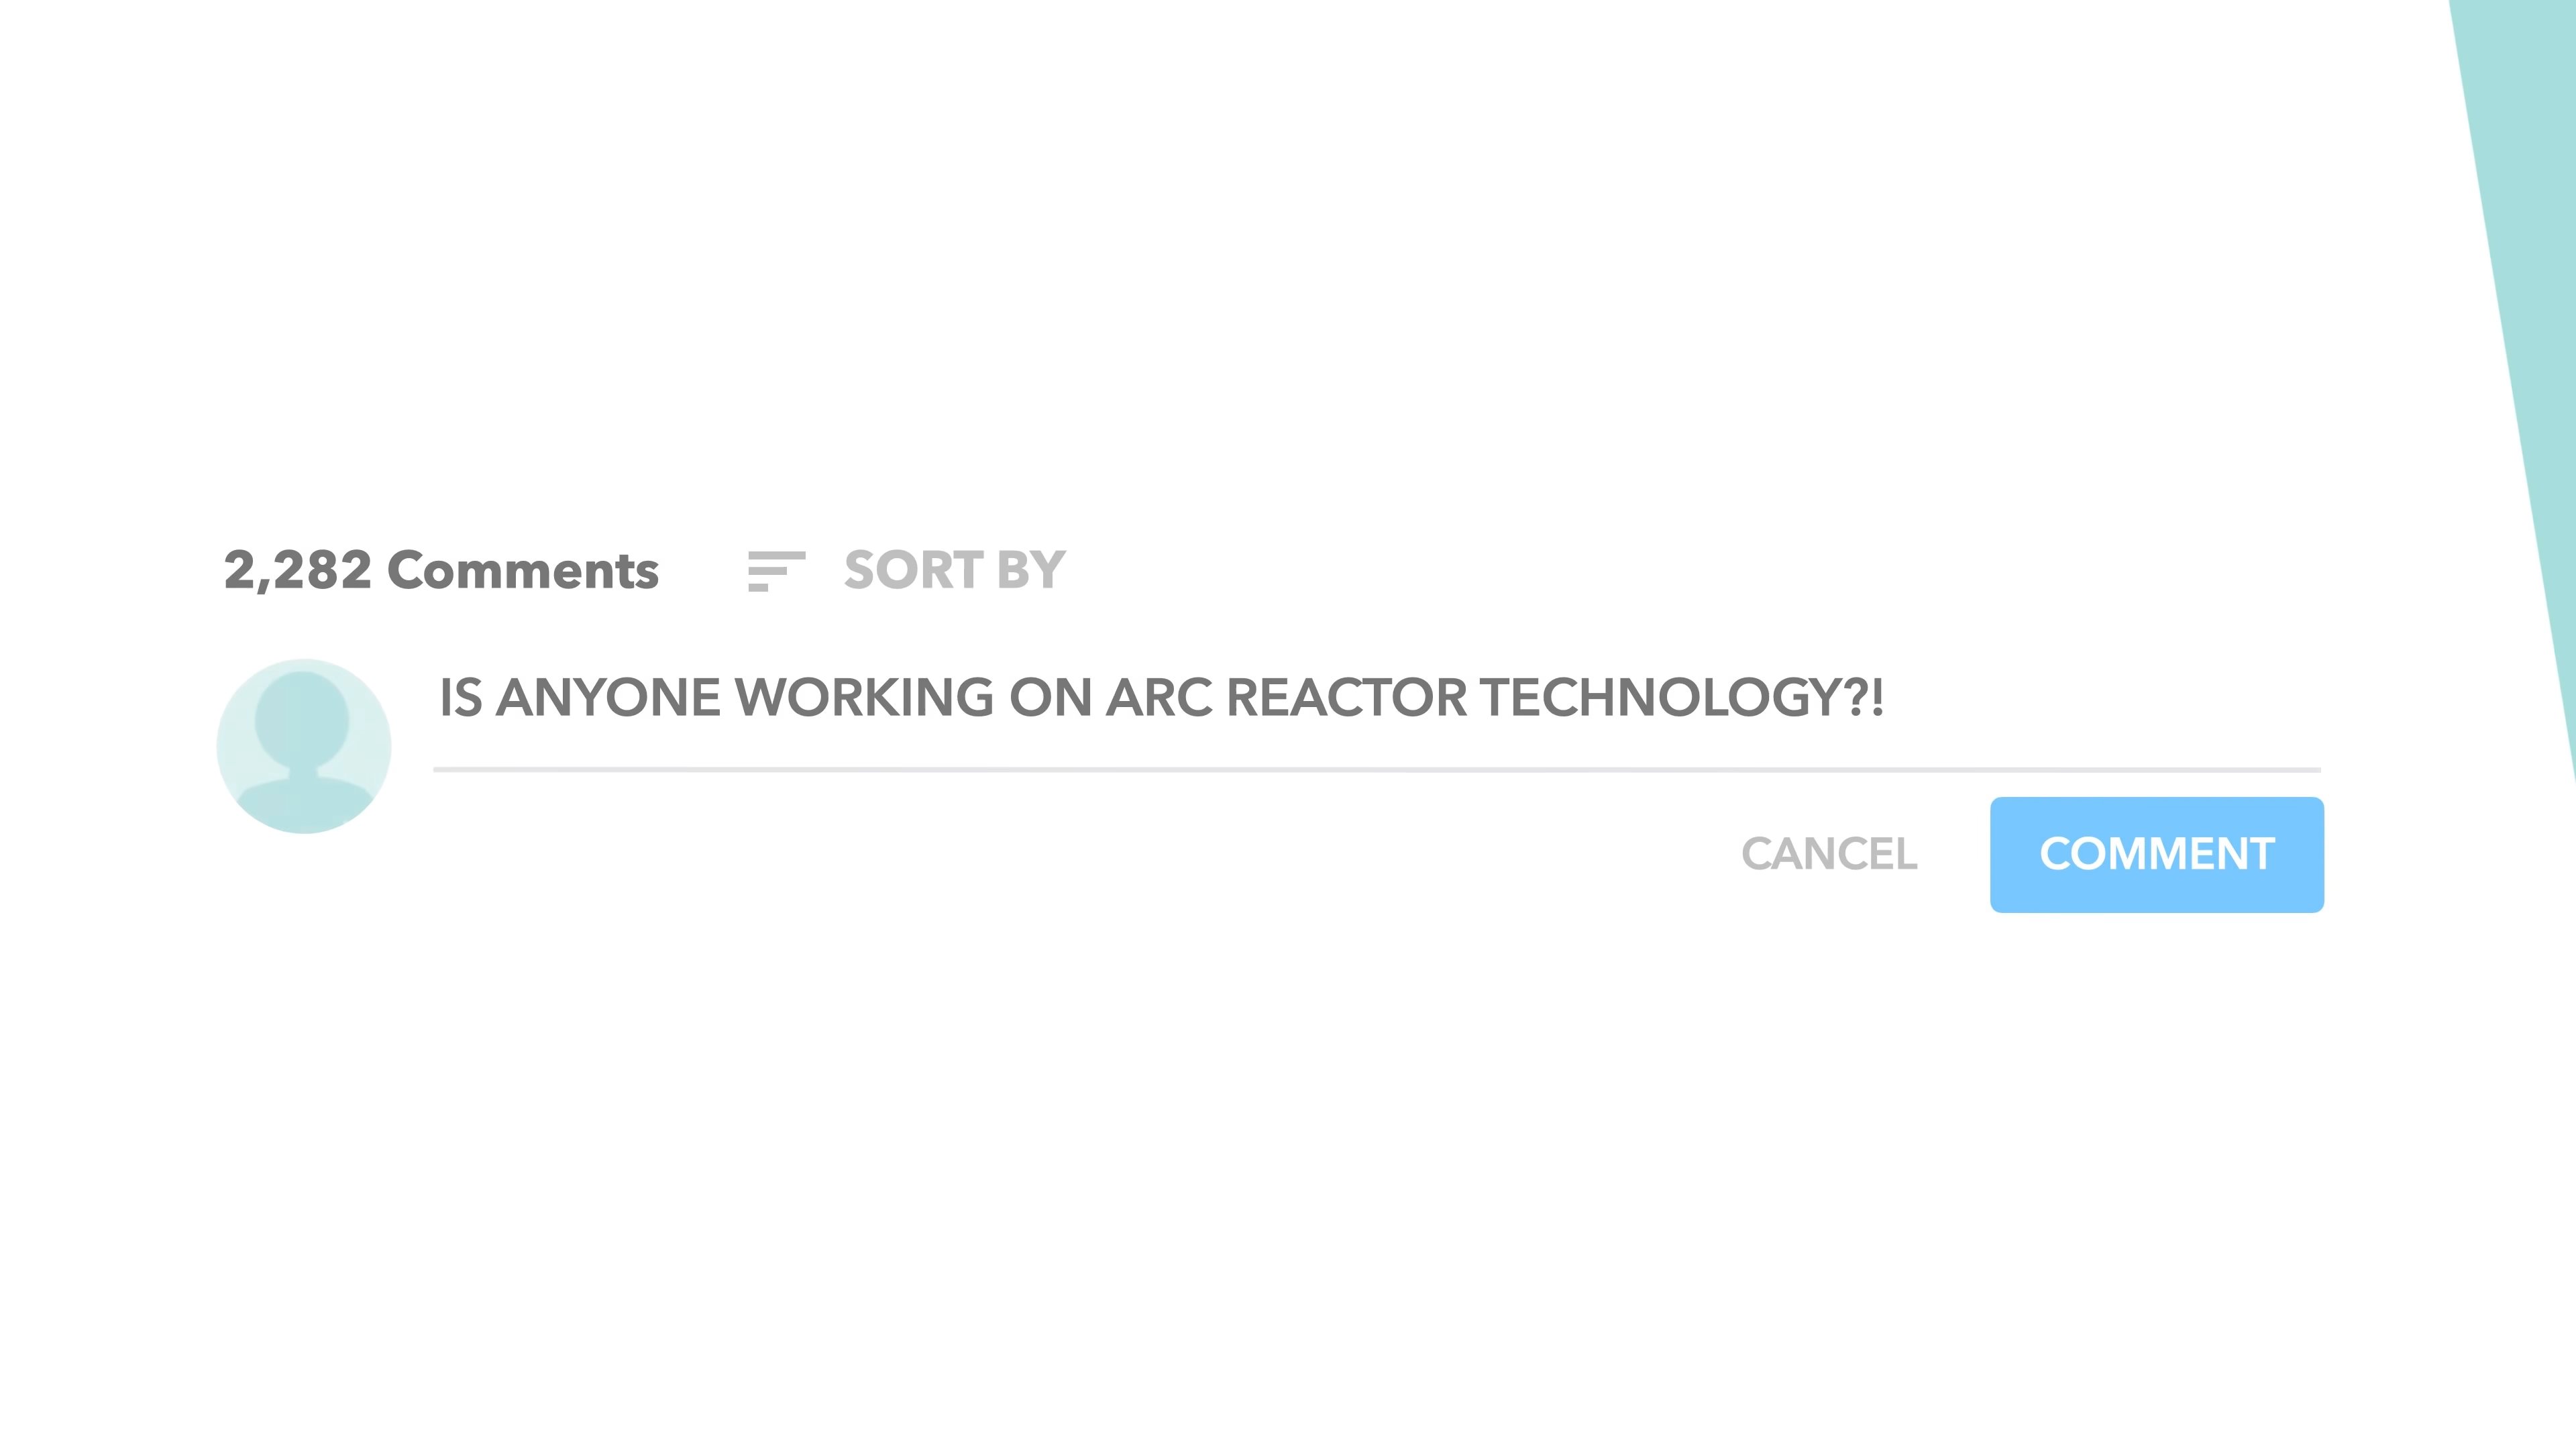 2,282 Comments SORT BY
IS ANYONE WORKING ON ARC REACTOR TECHNOLOGY?!
CANCEL COMMENT